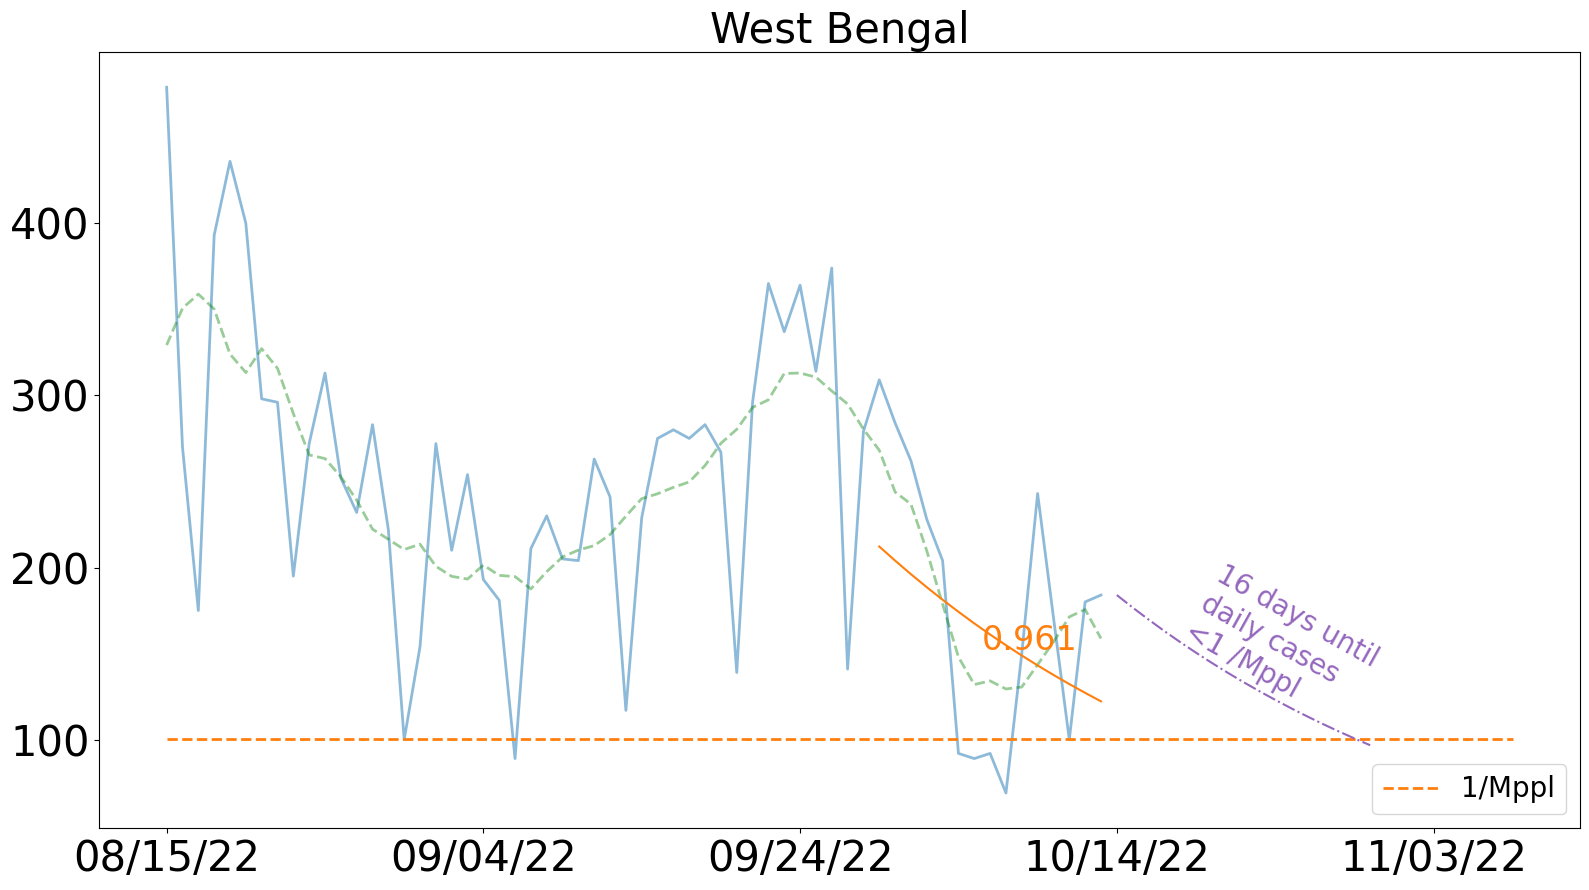 West Bengal
400
300
200
100
0.961
16 days until
daily cases
<1 /Mppl
1/Mppl
08/15/22
09/04/22
09/24/22
10/14/22
11/03/22